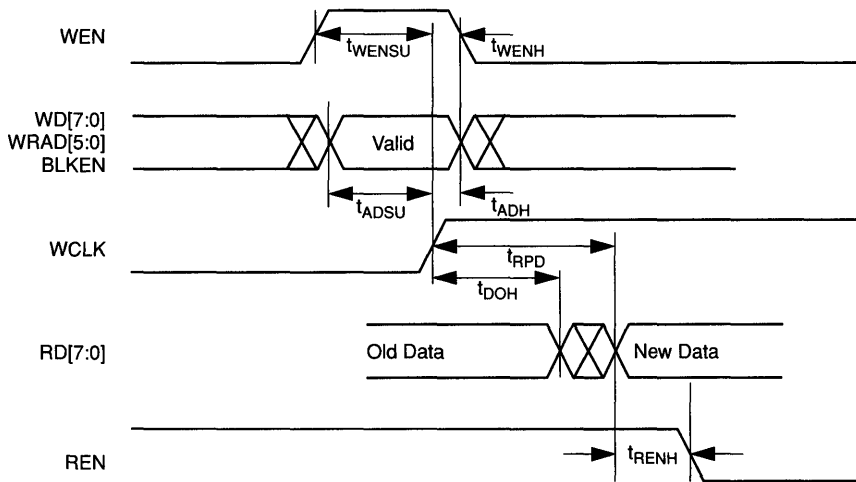 WEN
tWENSU
tWENH
WD[7:0]
WRAD[5:0]
BLKEN
Valid
tADSU
tADH
WCLK
tRPD
tDOH
RD[7:0]
Old Data
New Data
REN
tRENH